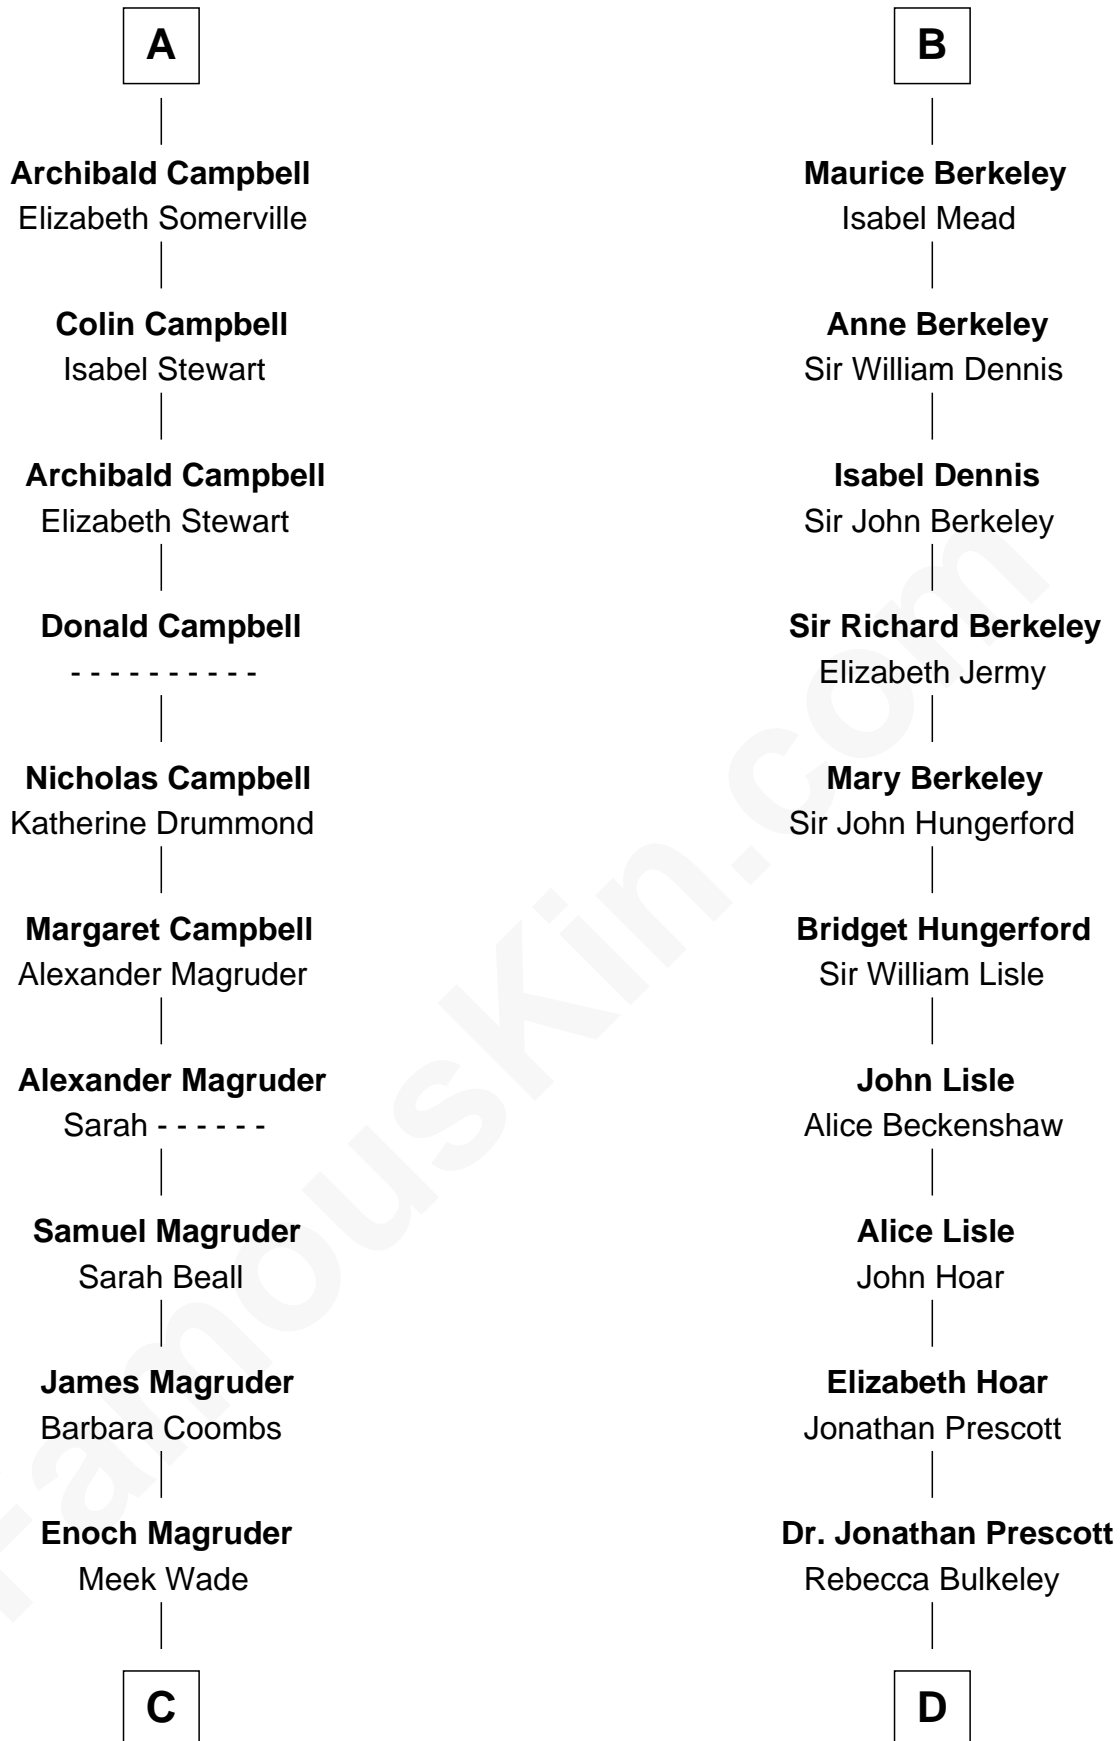 A
Archibald Campbell
Elizabeth Somerville
Colin Campbell
Isabel Stewart
Archibald Campbell
Elizabeth Stewart
Donald Campbell
- - - - - - - - - -
Nicholas Campbell
Katherine Drummond
Margaret Campbell
Alexander Magruder
Alexander Magruder
Sarah - - - - - -
Samuel Magruder
Sarah Beall
James Magruder
Barbara Coombs
Enoch Magruder
Meek Wade
C
B
Maurice Berkeley
Isabel Mead
Anne Berkeley
Sir William Dennis
Isabel Dennis
Sir John Berkeley
Sir Richard Berkeley
Elizabeth Jermy
Mary Berkeley
Sir John Hungerford
Bridget Hungerford
Sir William Lisle
John Lisle
Alice Beckenshaw
Alice Lisle
John Hoar
Elizabeth Hoar
Jonathan Prescott
Dr. Jonathan Prescott
Rebecca Bulkeley
D
FamousKin.com